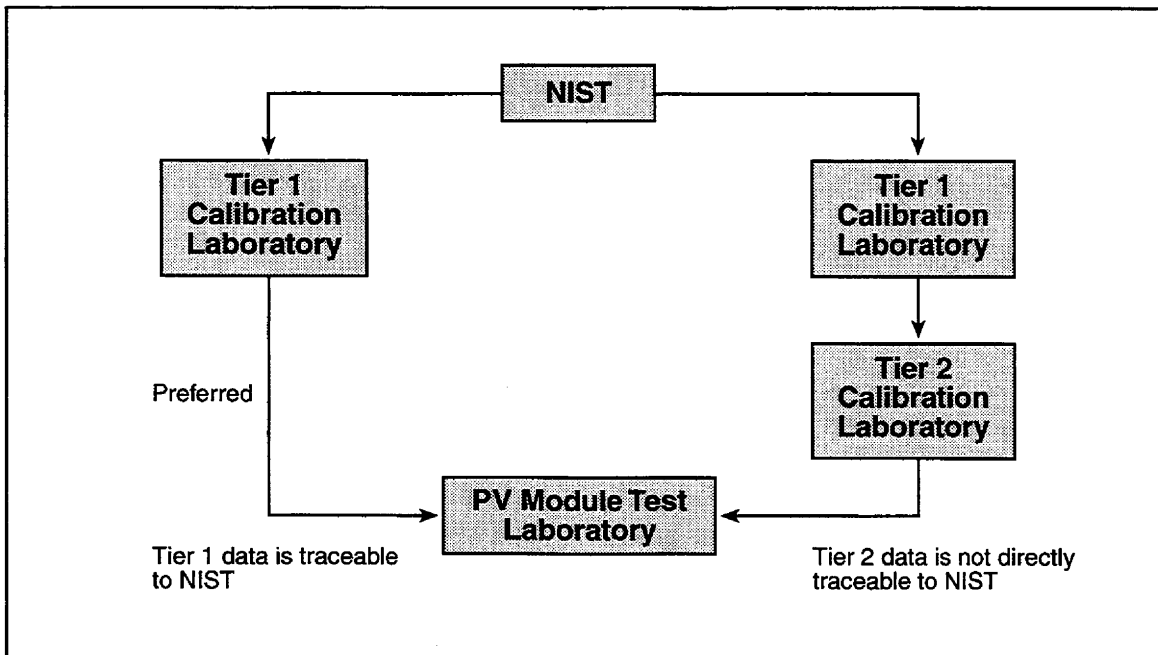 NIST
Tier 1
Calibration
Laboratory
Tier 1
Calibration
Laboratory
Tier 2
Calibration
Laboratory
Preferred
PV Module Test
Laboratory
Tier 1 data is traceable
to NIST
Tier 2 data is not directly
traceable to NIST